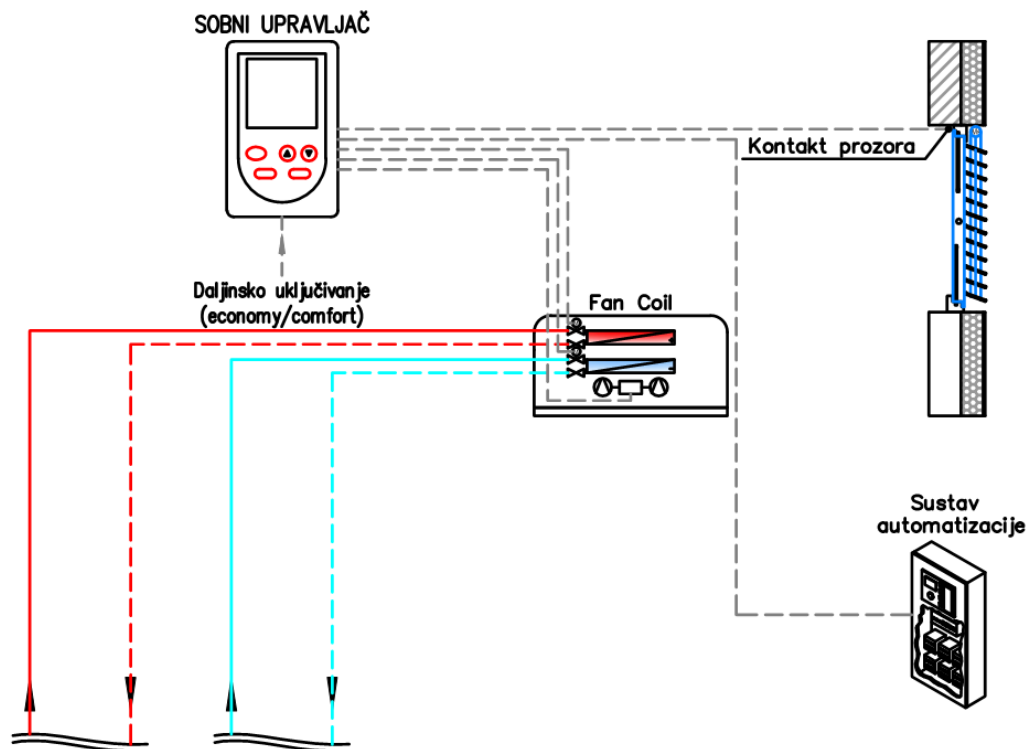 SOBNI UPRAVLJAČ
Kontakt prozora
Daljinsko uključivanje
(economy/comfort)
Fan Coil
Sustav
automatizacije